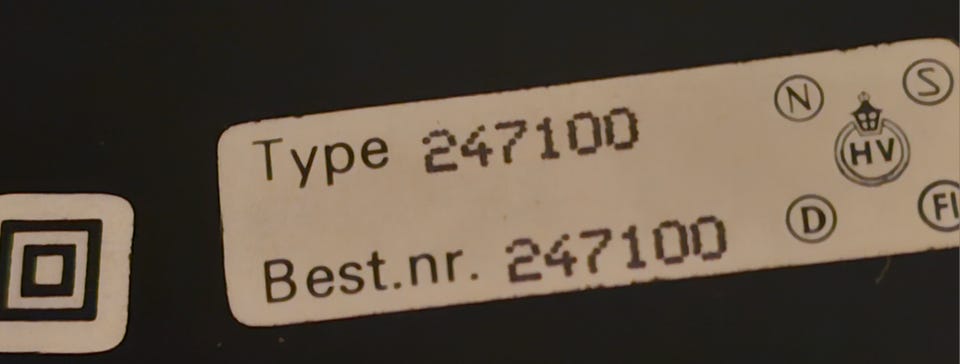 Type 247100
Best.nr. 247100
N
S
HV
D
FI